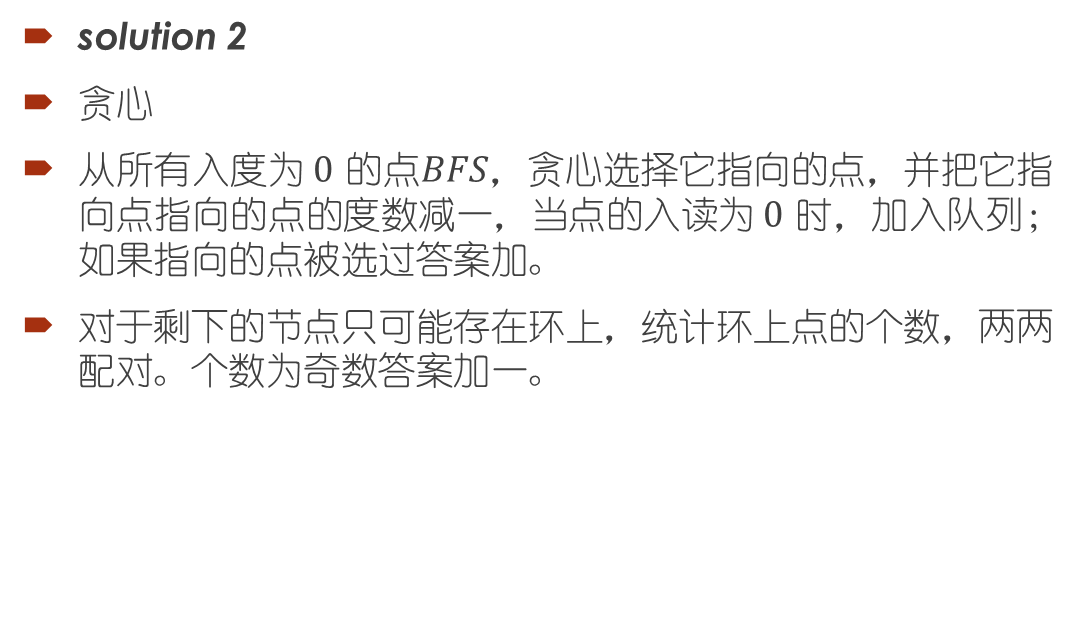 solution 2
贪心
从所有入度为 0 的点BFS，贪心选择它指向的点，并把它指
向点指向的点的度数减一，当点的入读为 0 时，加入队列；
如果指向的点被选过答案加。
对于剩下的节点只可能存在环上，统计环上点的个数，两两
配对。个数为奇数答案加一。